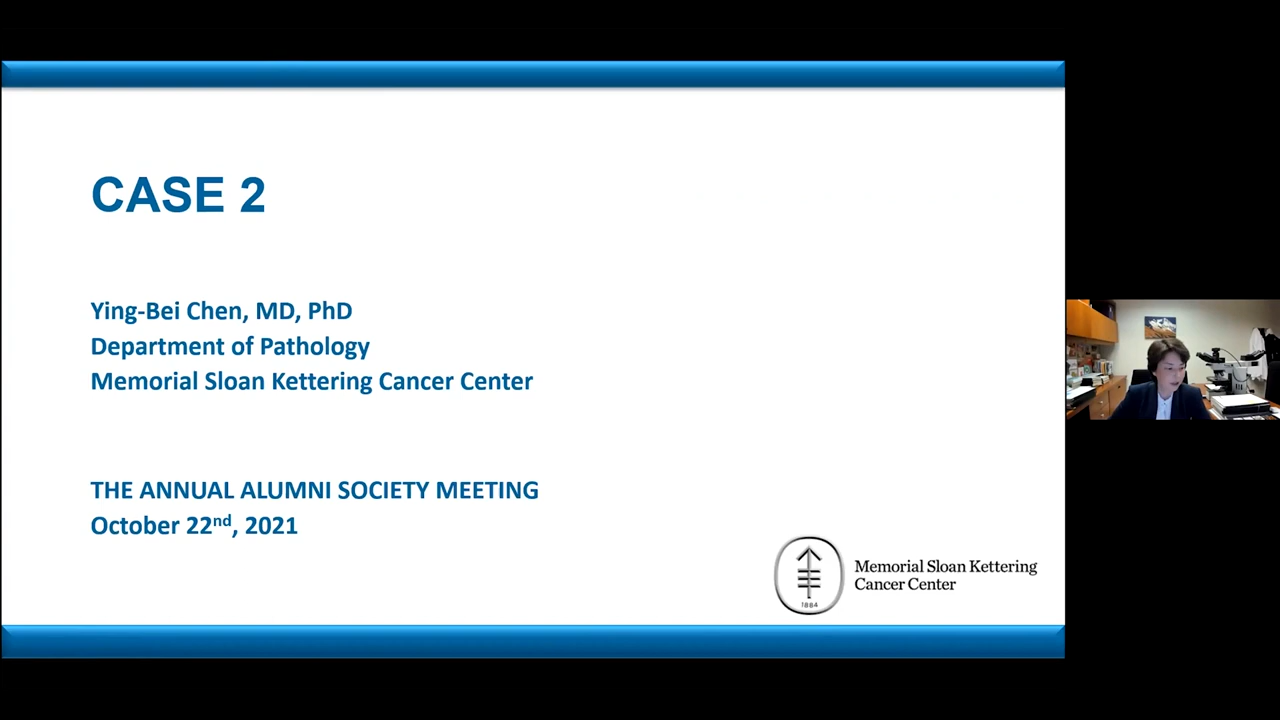 CASE 2
Ying-Bei Chen, MD, PhD
Department of Pathology
Memorial Sloan Kettering Cancer Center
THE ANNUAL ALUMNI SOCIETY MEETING
October 22nd, 2021
1884
Memorial Sloan Kettering
Cancer Center